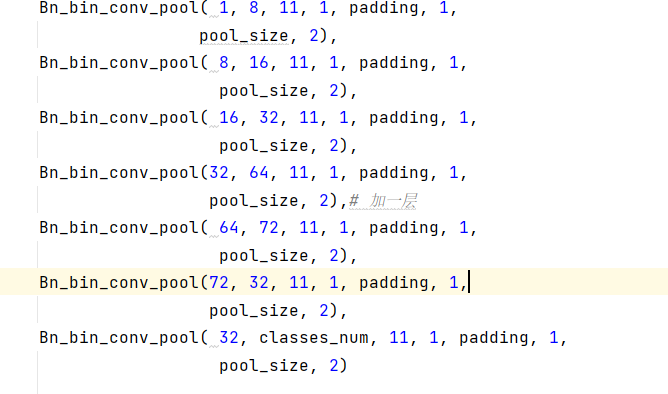 Bn_bin_conv_pool( 1, 8, 11, 1, padding, 1,
pool_size, 2),
Bn_bin_conv_pool( 8, 16, 11, 1, padding, 1,
pool_size, 2),
Bn_bin_conv_pool( 16, 32, 11, 1, padding, 1,
pool_size, 2),
Bn_bin_conv_pool(32, 64, 11, 1, padding, 1,
pool_size, 2),# 加一层
Bn_bin_conv_pool( 64, 72, 11, 1, padding, 1,
pool_size, 2),
Bn_bin_conv_pool(72, 32, 11, 1, padding, 1,
pool_size, 2),
Bn_bin_conv_pool( 32, classes_num, 11, 1, padding, 1,
pool_size, 2)